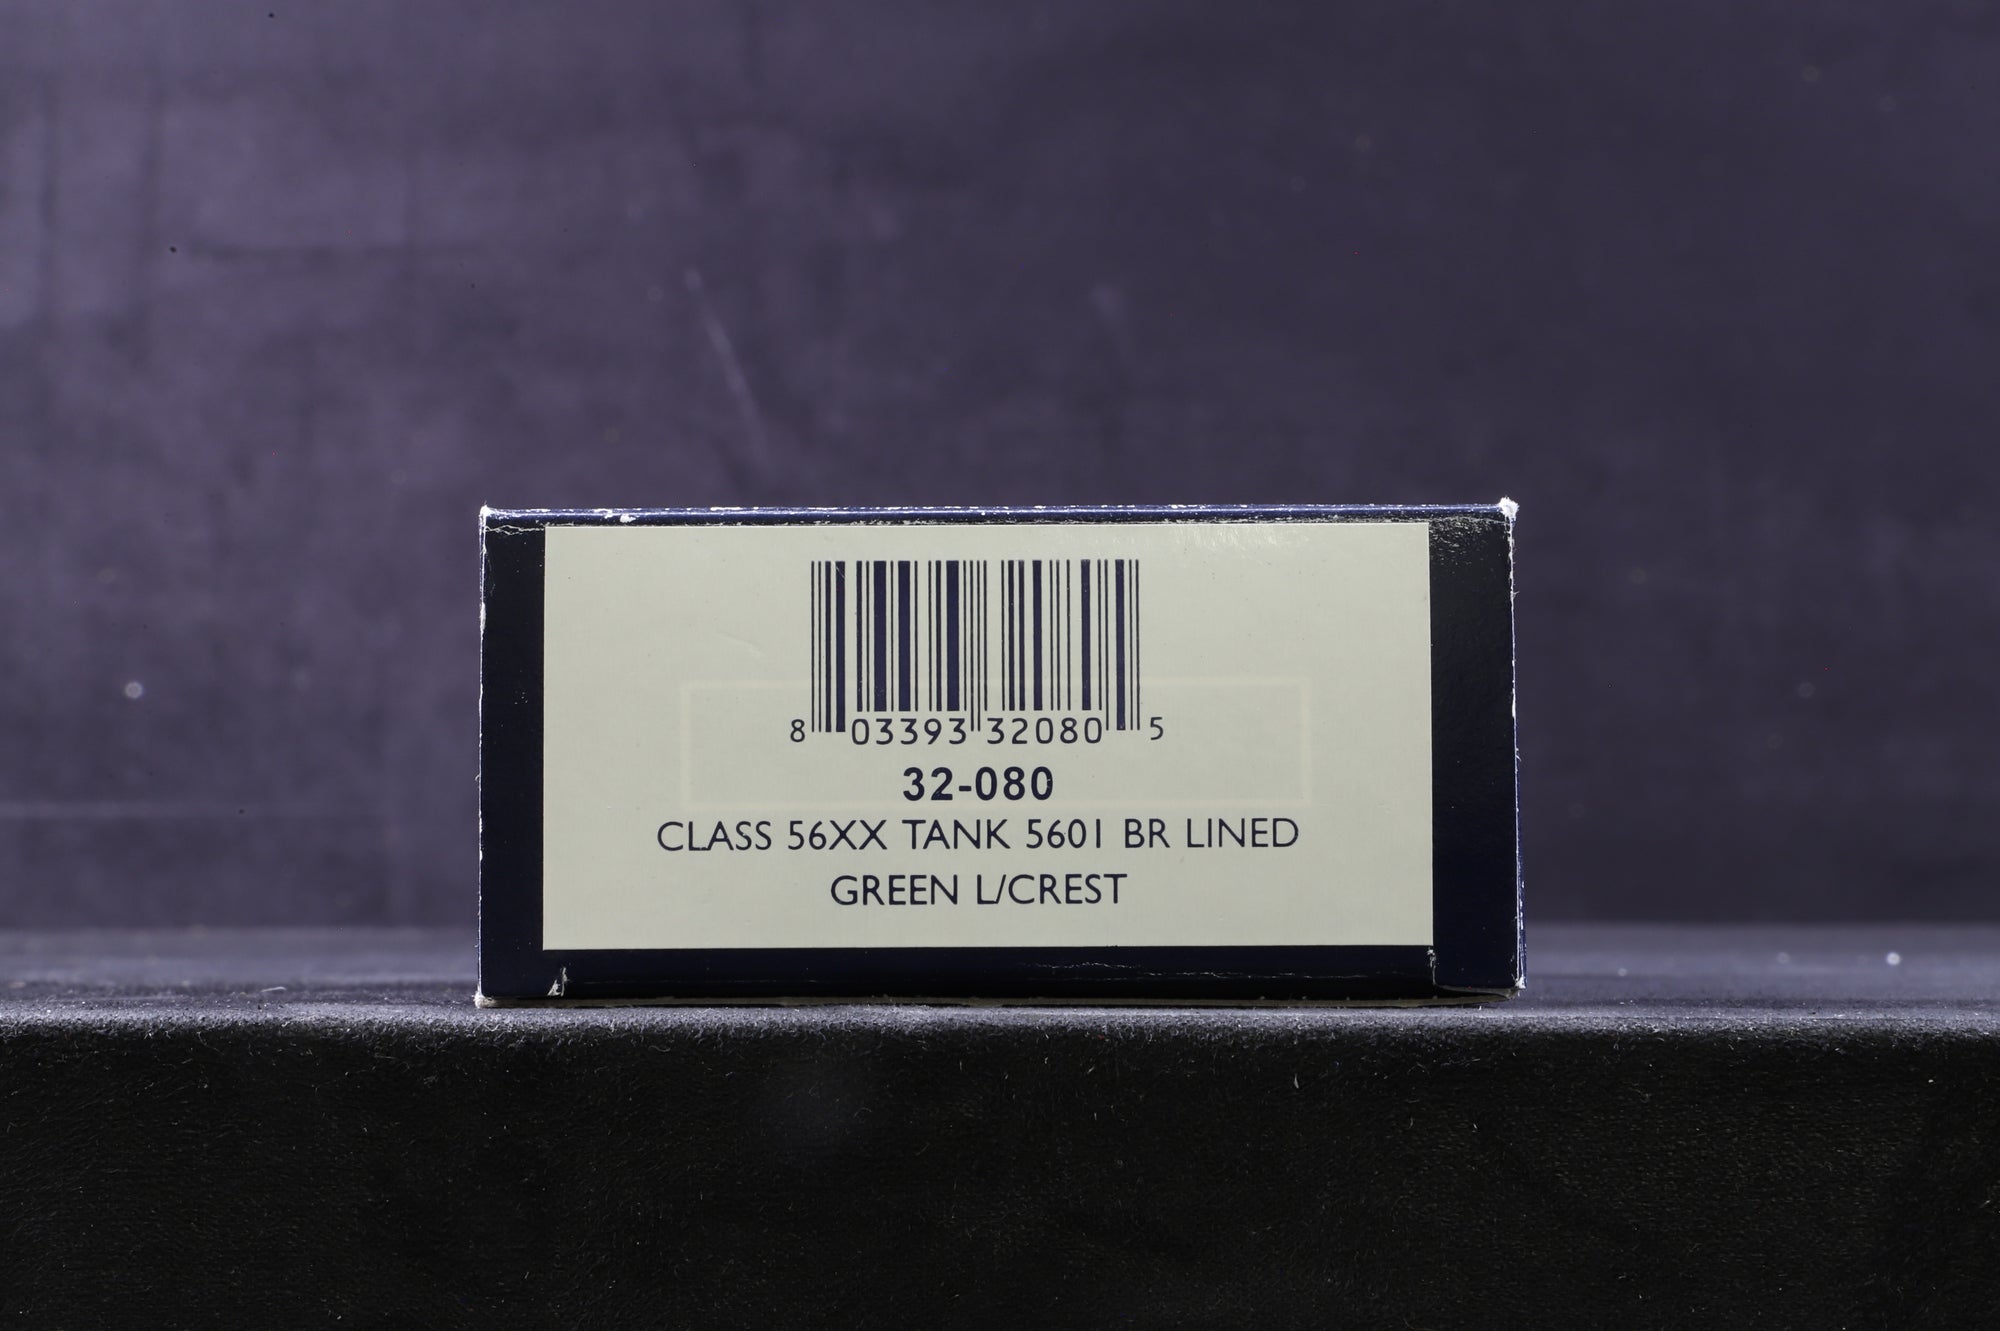 8 03393 32080 5
32-080
CLASS 56XX TANK 5601 BR LINED
GREEN L/CREST